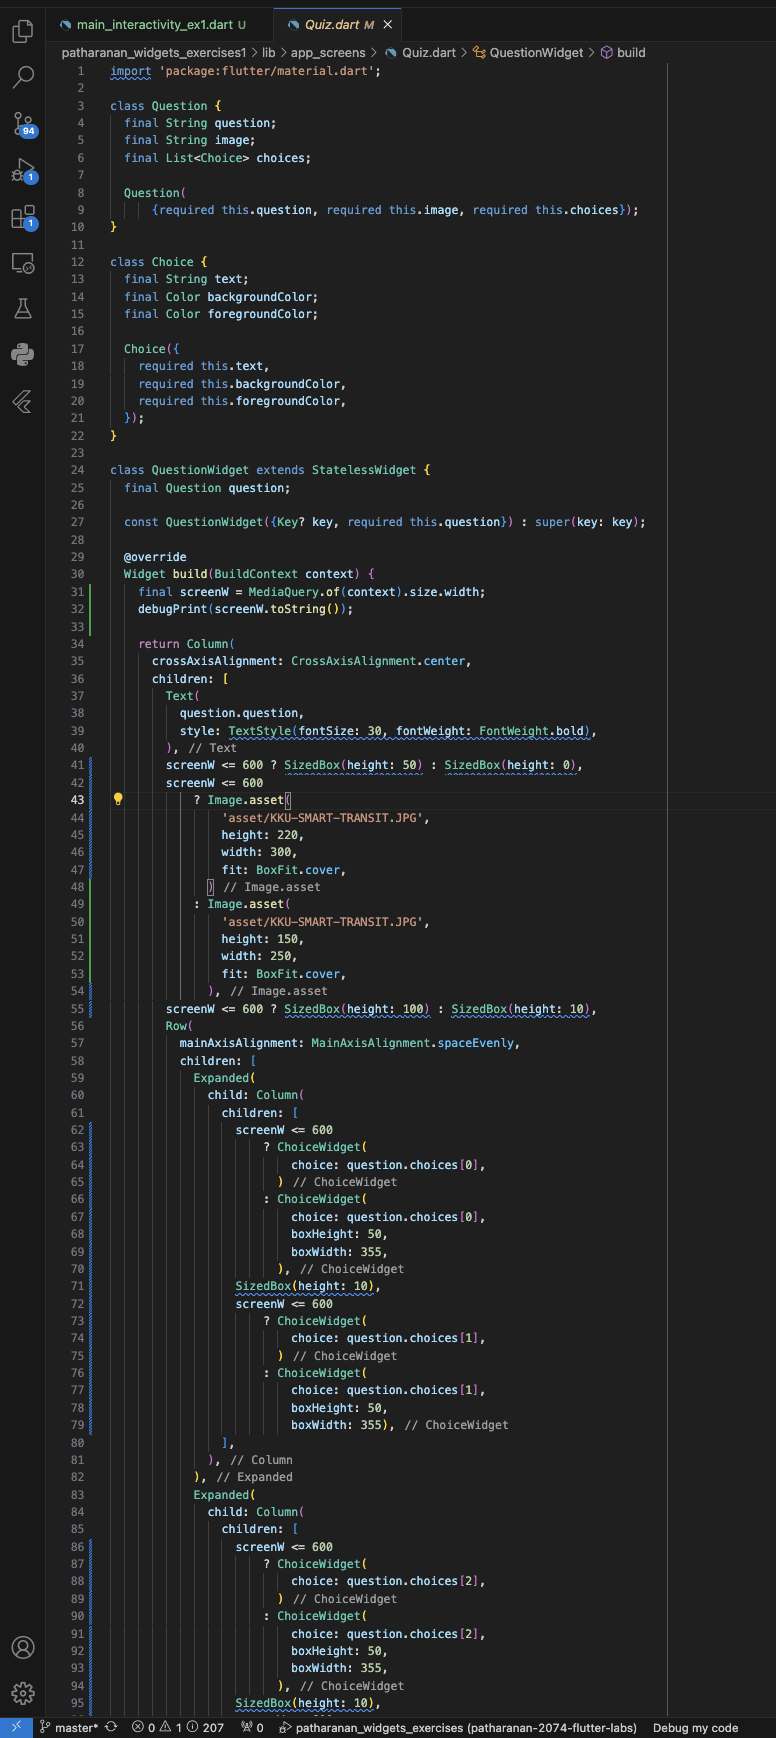 main_interactivity_ex1.dart U
Quiz.dart M
patharanan_widgets_exercises1 > lib > app_screens > Quiz.dart > QuestionWidget > build
94
1
1
1 import 'package:flutter/material.dart';
2
3 class Question {
4 final String question;
5 final String image;
6 final List<Choice> choices;
7
8 Question(
9 {required this.question, required this.image, required this.choices});
10 }
11
12 class Choice {
13 final String text;
14 final Color backgroundColor;
15 final Color foregroundColor;
16
17 Choice({
18 required this.text,
19 required this.backgroundColor,
20 required this.foregroundColor,
21 });
22 }
23
24 class QuestionWidget extends StatelessWidget {
25 final Question question;
26
27 const QuestionWidget({Key? key, required this.question}) : super(key: key);
28
29 @override
30 Widget build(BuildContext context) {
31 final screenW = MediaQuery.of(context).size.width;
32 debugPrint(screenW.toString());
33
34 return Column(
35 crossAxisAlignment: CrossAxisAlignment.center,
36 children: [
37 Text(
38 question.question,
39 style: TextStyle(fontSize: 30, fontWeight: FontWeight.bold),
40 ), // Text
41 screenW <= 600 ? SizedBox(height: 50) : SizedBox(height: 0),
42 screenW <= 600
43 ? Image.asset(
44 'asset/KKU-SMART-TRANSIT.JPG',
45 height: 220,
46 width: 300,
47 fit: BoxFit.cover,
48 ) // Image.asset
49 : Image.asset(
50 'asset/KKU-SMART-TRANSIT.JPG',
51 height: 150,
52 width: 250,
53 fit: BoxFit.cover,
54 ), // Image.asset
55 screenW <= 600 ? SizedBox(height: 100) : SizedBox(height: 10),
56 Row(
57 mainAxisAlignment: MainAxisAlignment.spaceEvenly,
58 children: [
59 Expanded(
60 child: Column(
61 children: [
62 screenW <= 600
63 ? ChoiceWidget(
64 choice: question.choices[0],
65 ) // ChoiceWidget
66 : ChoiceWidget(
67 choice: question.choices[0],
68 boxHeight: 50,
69 boxWidth: 355,
70 ), // ChoiceWidget
71 SizedBox(height: 10),
72 screenW <= 600
73 ? ChoiceWidget(
74 choice: question.choices[1],
75 ) // ChoiceWidget
76 : ChoiceWidget(
77 choice: question.choices[1],
78 boxHeight: 50,
79 boxWidth: 355), // ChoiceWidget
80 ],
81 ), // Column
82 ), // Expanded
83 Expanded(
84 child: Column(
85 children: [
86 screenW <= 600
87 ? ChoiceWidget(
88 choice: question.choices[2],
89 ) // ChoiceWidget
90 : ChoiceWidget(
91 choice: question.choices[2],
92 boxHeight: 50,
93 boxWidth: 355,
94 ), // ChoiceWidget
95 SizedBox(height: 10),
master* 0 1 207 0 patharanan_widgets_exercises (patharanan-2074-flutter-labs) Debug my code